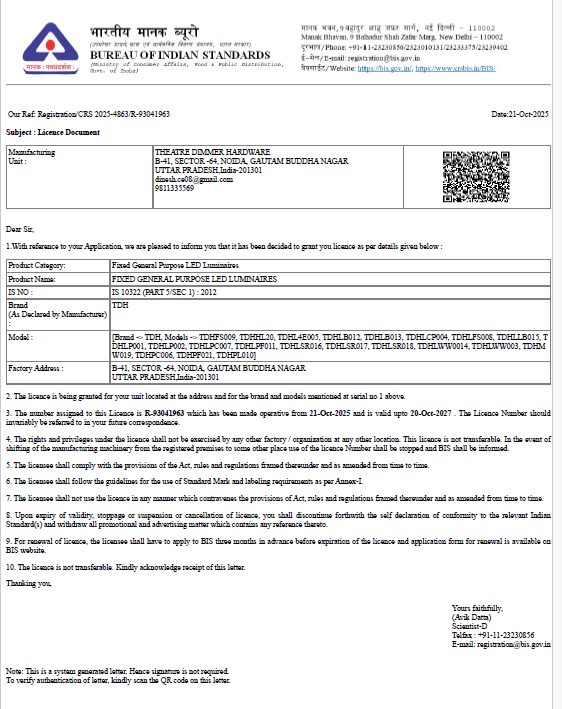 भारतीय मानक ब्यूरो
(उपभोक्ता मामले, खाद्य एवं सार्वजनिक वितरण मंत्रालय, भारत सरकार)
BUREAU OF INDIAN STANDARDS
(Ministry of Consumer Affairs, Food & Public Distribution,
Govt. of India)
मानक : पथप्रदर्शक:
मानक भवन, 9 बहादुर शाह ज़फर मार्ग, नई दिल्ली – 110002
Manak Bhavan, 9 Bahadur Shah Zafar Marg, New Delhi – 110002
दूरभाष/Phone: +91-11-23230856/2323010131/23233375/23239402
ई-मेल/E-mail: registration@bis.gov.in
वेबसाईट/Website: https://bis.gov.in/, https://www.crsbis.in/BIS/
Our Ref: Registration/CRS 2025-4863/R-93041963 Date:21-Oct-2025
Subject : Licence Document
Manufacturing
Unit :
THEATRE DIMMER HARDWARE
B-41, SECTOR -64, NOIDA, GAUTAM BUDDHA NAGAR
UTTAR PRADESH,India-201301
dinesh.ce08@gmail.com
9811335569
Dear Sir,
1.With reference to your Application, we are pleased to inform you that it has been decided to grant you licence as per details given below :
Product Category: Fixed General Purpose LED Luminaires
Product Name: FIXED GENERAL PURPOSE LED LUMINAIRES
IS NO : IS 10322 (PART 5/SEC 1) : 2012
Brand TDH
(As Declared by Manufacturer)
:
Model : [Brand -> TDH, Models -> TDHFS009, TDHHL20, TDHL4E005, TDHLB012, TDHLB013, TDHLCP004, TDHLFS008, TDHLLB015, T
DHLP001, TDHLP002, TDHLPC007, TDHLPF011, TDHLSR016, TDHLSR017, TDHLSR018, TDHLWW0014, TDHLWW003, TDHM
W019, TDHPC006, TDHPF021, TDHPL010]
Factory Address : B-41, SECTOR -64, NOIDA, GAUTAM BUDDHA NAGAR
UTTAR PRADESH,India-201301
2. The licence is being granted for your unit located at the address and for the brand and models mentioned at serial no 1 above.
3. The number assigned to this Licence is R-93041963 which has been made operative from 21-Oct-2025 and is valid upto 20-Oct-2027 . The Licence Number should
invariably be referred to in your future correspondence.
4. The rights and privileges under the licence shall not be exercised by any other factory / organization at any other location. This licence is not transferable. In the event of
shifting of the manufacturing machinery from the registered premises to some other place use of the licence Number shall be stopped and BIS shall be informed.
5. The licensee shall comply with the provisions of the Act, rules and regulations framed thereunder and as amended from time to time.
6. The licensee shall follow the guidelines for the use of Standard Mark and labeling requirements as per Annex-I.
7. The licensee shall not use the licence in any manner which contravenes the provisions of Act, rules and regulations framed thereunder and as amended from time to time.
8. Upon expiry of validity, stoppage or suspension or cancellation of licence, you shall discontinue forthwith the self declaration of conformity to the relevant Indian
Standard(s) and withdraw all promotional and advertising matter which contains any reference thereto.
9. For renewal of licence, the licensees shall have to apply to BIS three months in advance before expiration of the licence and application form for renewal is available on
BIS website.
10. The licence is not transferable. Kindly acknowledge receipt of this letter.
Thanking you,
Yours faithfully,
(Avik Datta)
Scientist-D
Telfax : +91-11-23230856
E-mail: registration@bis.gov.in
Note: This is a system generated letter. Hence signature is not required.
To verify authentication of letter, kindly scan the QR code on this letter.